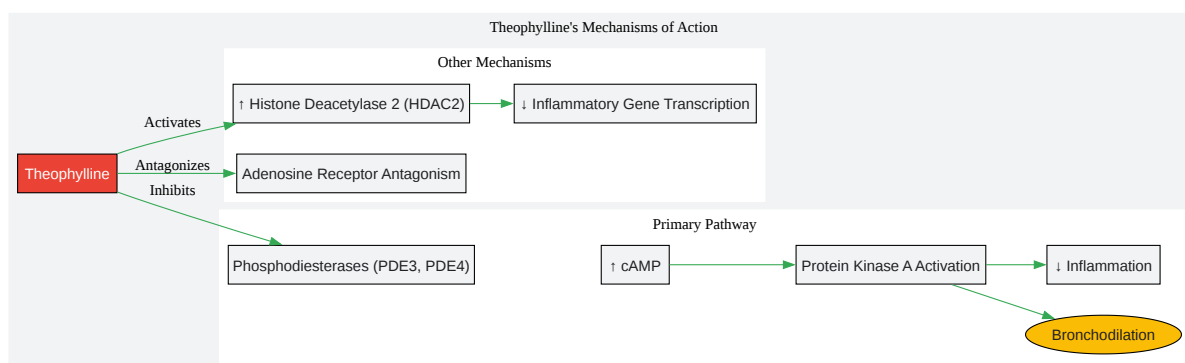 Theophylline's Mechanisms of Action
Other Mechanisms
↑ Histone Deacetylase 2 (HDAC2)
↓ Inflammatory Gene Transcription
Activates
Theophylline
Antagonizes
Adenosine Receptor Antagonism
Inhibits
Primary Pathway
Phosphodiesterases (PDE3, PDE4)
↑ cAMP
Protein Kinase A Activation
↓ Inflammation
Bronchodilation